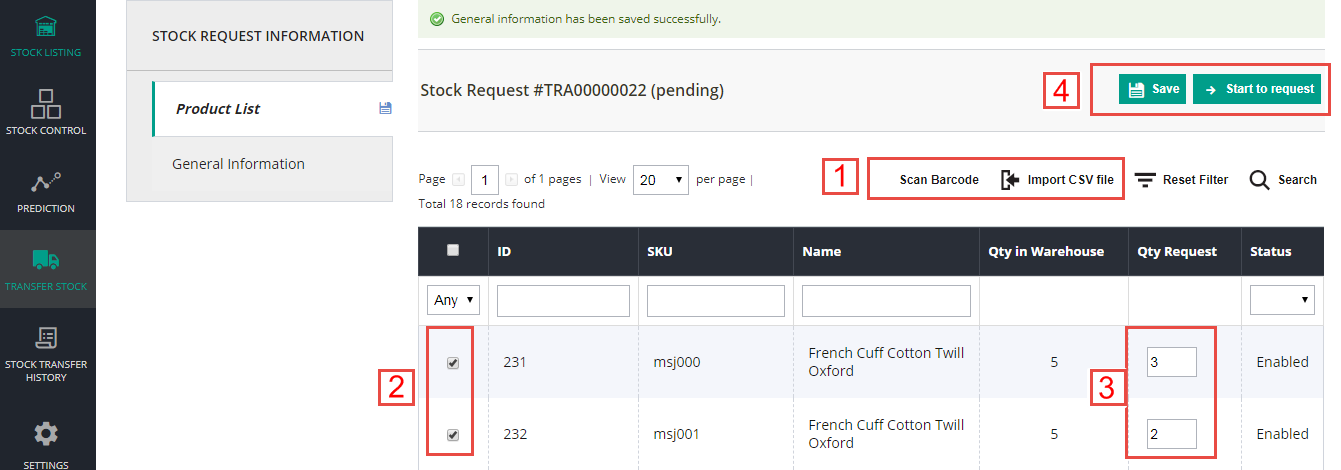 STOCK LISTING
STOCK CONTROL
PREDICTION
TRANSFER STOCK
STOCK TRANSFER
HISTORY
SETTINGS
STOCK REQUEST INFORMATION
Product List
General Information
General information has been saved successfully.
Stock Request #TRA00000022 (pending)
4
Save
Start to request
Page 1 of 1 pages | View 20 per page |
Total 18 records found
1
Scan Barcode
Import CSV file
Reset Filter
Search
ID SKU Name Qty in Warehouse Qty Request Status
Any
2
3
231 msj000 French Cuff Cotton Twill
Oxford 5 3 Enabled
232 msj001 French Cuff Cotton Twill
Oxford 5 2 Enabled